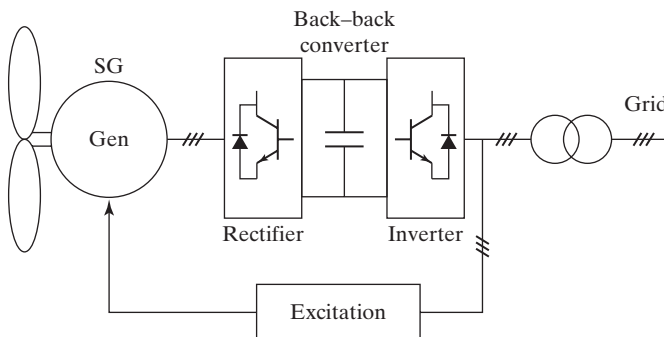 Back–back
converter
SG
Gen
Grid
Rectifier
Inverter
Excitation